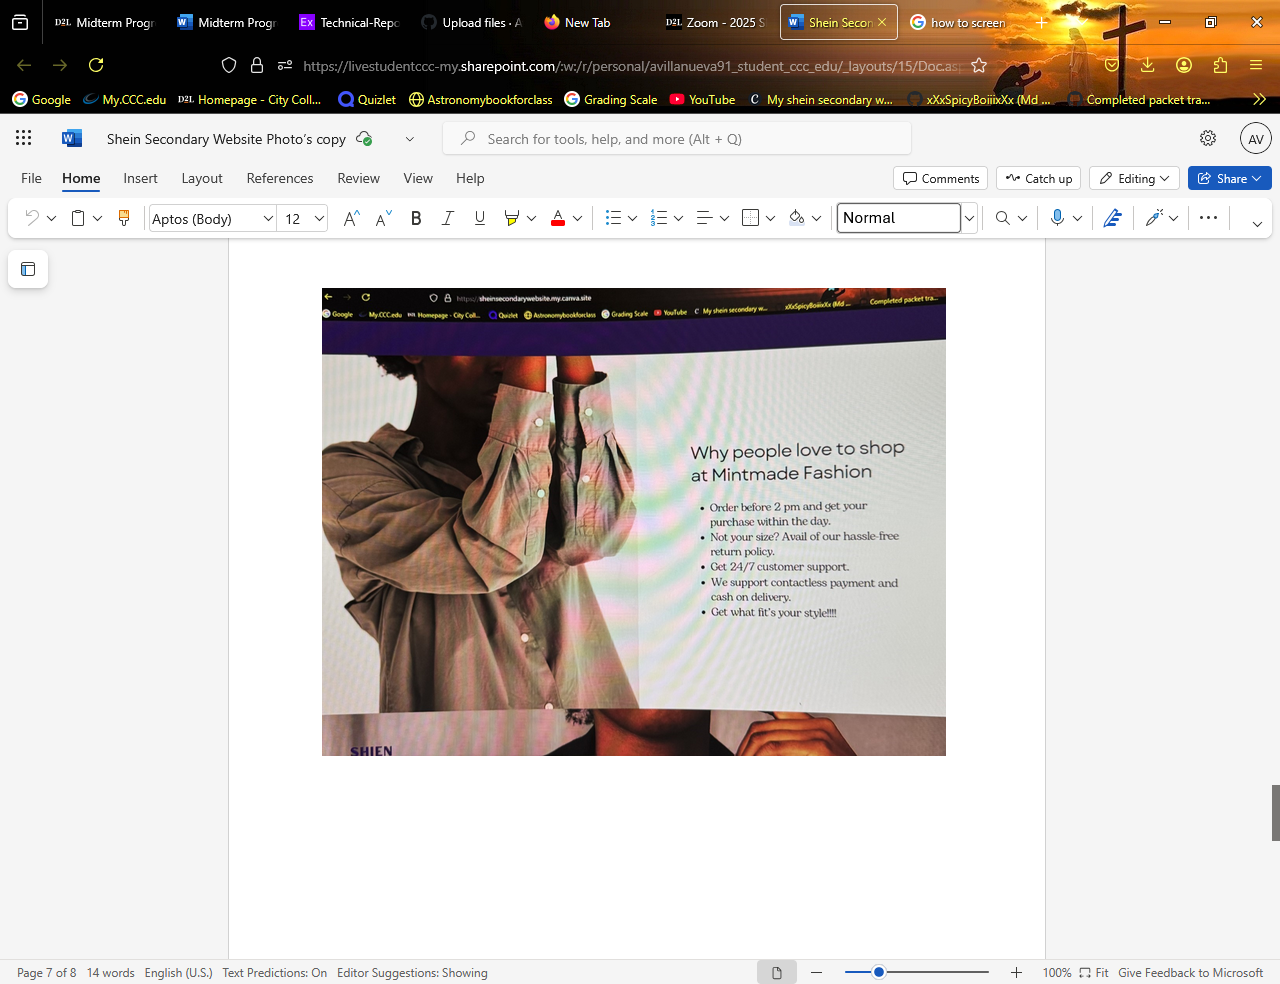 Midterm Progr
Midterm Progr
Technical-Repo
Upload files · A
New Tab
Zoom - 2025 S
Shein Secon
how to screen
https://livestudentccc-my.sharepoint.com/:w:/r/personal/avillanueva91_student_ccc_edu/_layouts/15/Doc.asp
Google
My.CCC.edu
D2L Homepage - City Coll...
Quizlet
Astronomybookforclass
Grading Scale
YouTube
My shein secondary w...
xXxSpicyBoiiixXx (Md ...
Completed packet tra...
Shein Secondary Website Photo's copy
Search for tools, help, and more (Alt + Q)
AV
File Home Insert Layout References Review View Help
Comments Catch up Editing Share
Aptos (Body) 12 B I U A Normal
https://sheinsecondarywebsite.my.canva.site
Google My.CCC.edu Homepage - City Coll... Quizlet Astronomybookforclass Grading Scale YouTube My shein secondary w... xXxSpicyBoiiixXx (Md ... Completed packet tra...
Why people love to shop
at Mintmade Fashion
• Order before 2 pm and get your
purchase within the day.
• Not your size? Avail of our hassle-free
return policy.
• Get 24/7 customer support.
• We support contactless payment and
cash on delivery.
• Get what fit's your style!!!!
SHIEN
Page 7 of 8 14 words English (U.S.) Text Predictions: On Editor Suggestions: Showing 100% Fit Give Feedback to Microsoft